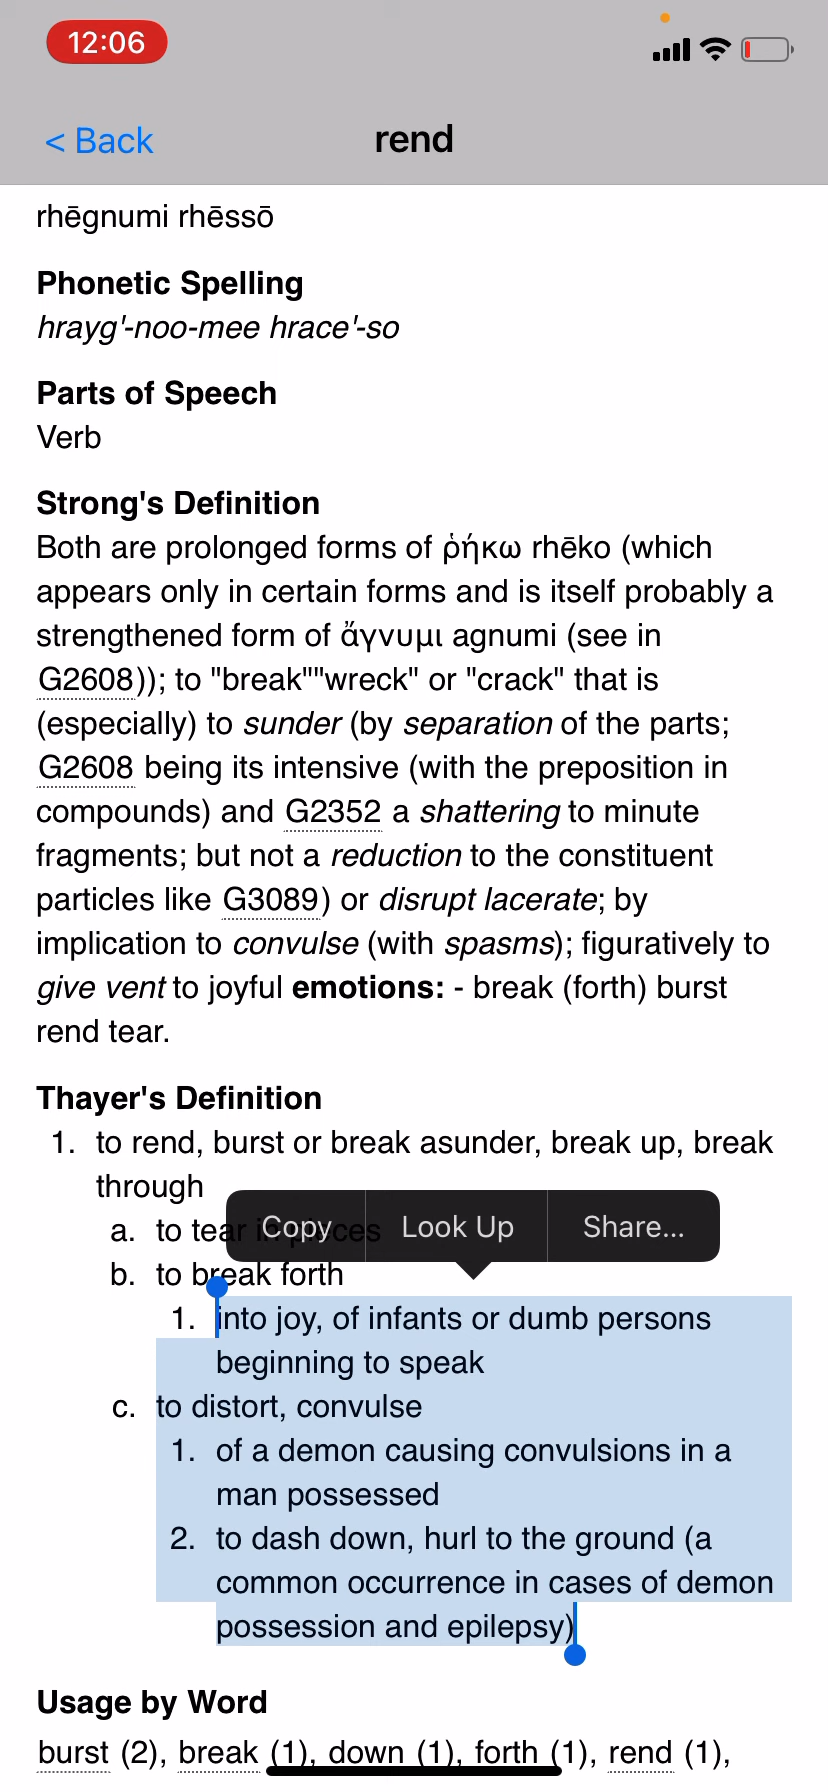 12:06
< Back
rend
rhēgnumi rhēssō
Phonetic Spelling
hrayg'-noo-mee hrace'-so
Parts of Speech
Verb
Strong's Definition
Both are prolonged forms of ῥήκω rhēko (which
appears only in certain forms and is itself probably a
strengthened form of ἄγνυμι agnumi (see in
G2608)); to "break""wreck" or "crack" that is
(especially) to sunder (by separation of the parts;
G2608 being its intensive (with the preposition in
compounds) and G2352 a shattering to minute
fragments; but not a reduction to the constituent
particles like G3089) or disrupt lacerate; by
implication to convulse (with spasms); figuratively to
give vent to joyful emotions: - break (forth) burst
rend tear.
Thayer's Definition
1. to rend, burst or break asunder, break up, break
through
a. to tear in pieces
Copy Look Up Share...
b. to break forth
1. into joy, of infants or dumb persons
beginning to speak
c. to distort, convulse
1. of a demon causing convulsions in a
man possessed
2. to dash down, hurl to the ground (a
common occurrence in cases of demon
possession and epilepsy)
Usage by Word
burst (2), break (1), down (1), forth (1), rend (1),